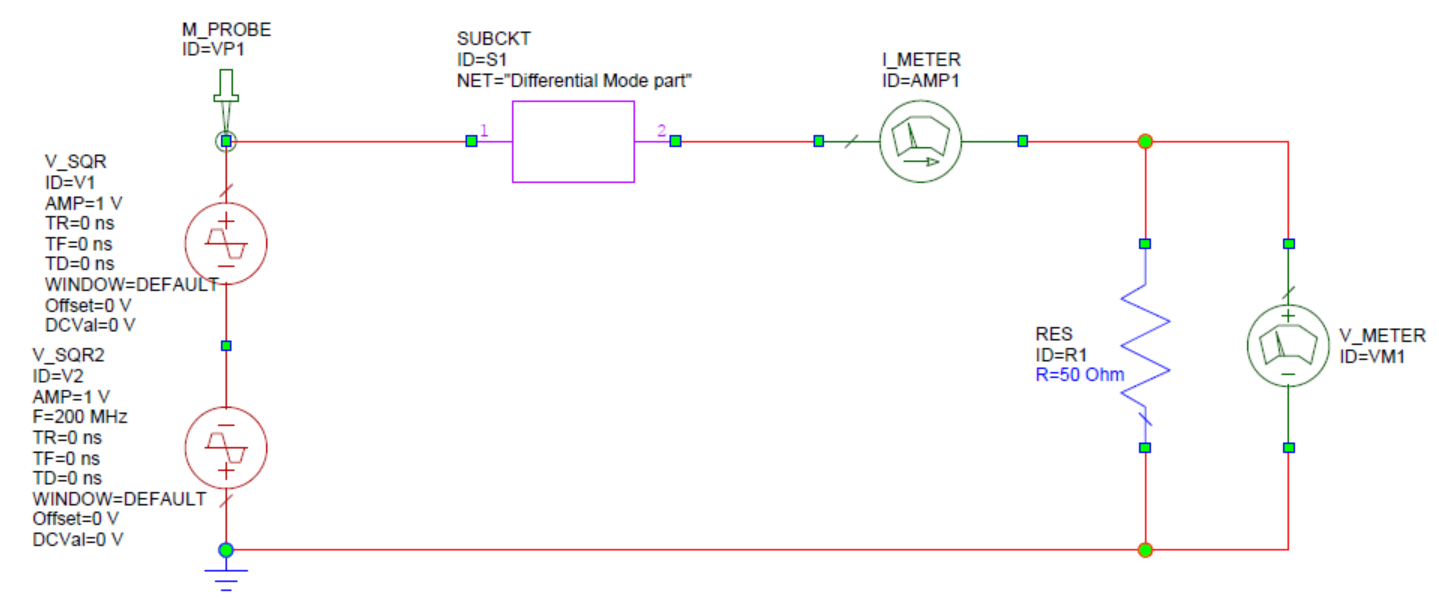 M_PROBE
ID=VP1
SUBCKT
ID=S1
NET="Differential Mode part"
I_METER
ID=AMP1
1
2
V_SQR
ID=V1
AMP=1 V
TR=0 ns
TF=0 ns
TD=0 ns
WINDOW=DEFAULT
Offset=0 V
DCVal=0 V
V_SQR2
ID=V2
AMP=1 V
F=200 MHz
TR=0 ns
TF=0 ns
TD=0 ns
WINDOW=DEFAULT
Offset=0 V
DCVal=0 V
RES
ID=R1
R=50 Ohm
V_METER
ID=VM1